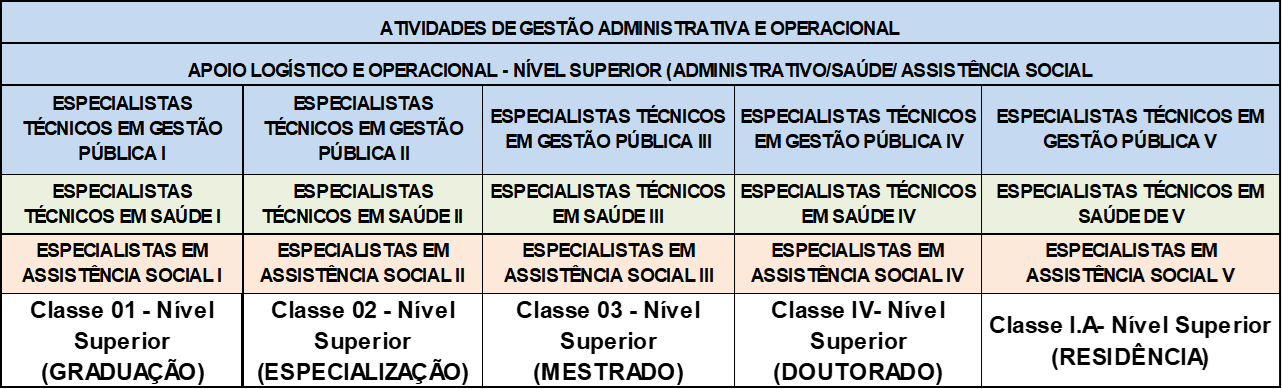 ATIVIDADES DE GESTÃO ADMINISTRATIVA E OPERACIONAL
APOIO LOGÍSTICO E OPERACIONAL - NÍVEL SUPERIOR (ADMINISTRATIVO/SAÚDE/ ASSISTÊNCIA SOCIAL
ESPECIALISTAS
TÉCNICOS EM GESTÃO
PÚBLICA I
ESPECIALISTAS
TÉCNICOS EM GESTÃO
PÚBLICA II
ESPECIALISTAS TÉCNICOS
EM GESTÃO PÚBLICA III
ESPECIALISTAS TÉCNICOS
EM GESTÃO PÚBLICA IV
ESPECIALISTAS TÉCNICOS EM
GESTÃO PÚBLICA V
ESPECIALISTAS
TÉCNICOS EM SAÚDE I
ESPECIALISTAS
TÉCNICOS EM SAÚDE II
ESPECIALISTAS TÉCNICOS
EM SAÚDE III
ESPECIALISTAS TÉCNICOS
EM SAÚDE IV
ESPECIALISTAS TÉCNICOS EM
SAÚDE DE V
ESPECIALISTAS EM
ASSISTÊNCIA SOCIAL I
ESPECIALISTAS EM
ASSISTÊNCIA SOCIAL II
ESPECIALISTAS EM
ASSISTÊNCIA SOCIAL III
ESPECIALISTAS EM
ASSISTÊNCIA SOCIAL IV
ESPECIALISTAS EM
ASSISTÊNCIA SOCIAL V
Classe 01 - Nível
Superior
(GRADUAÇÃO)
Classe 02 - Nível
Superior
(ESPECIALIZAÇÃO)
Classe 03 - Nível
Superior
(MESTRADO)
Classe IV- Nível
Superior
(DOUTORADO)
Classe I.A- Nível Superior
(RESIDÊNCIA)